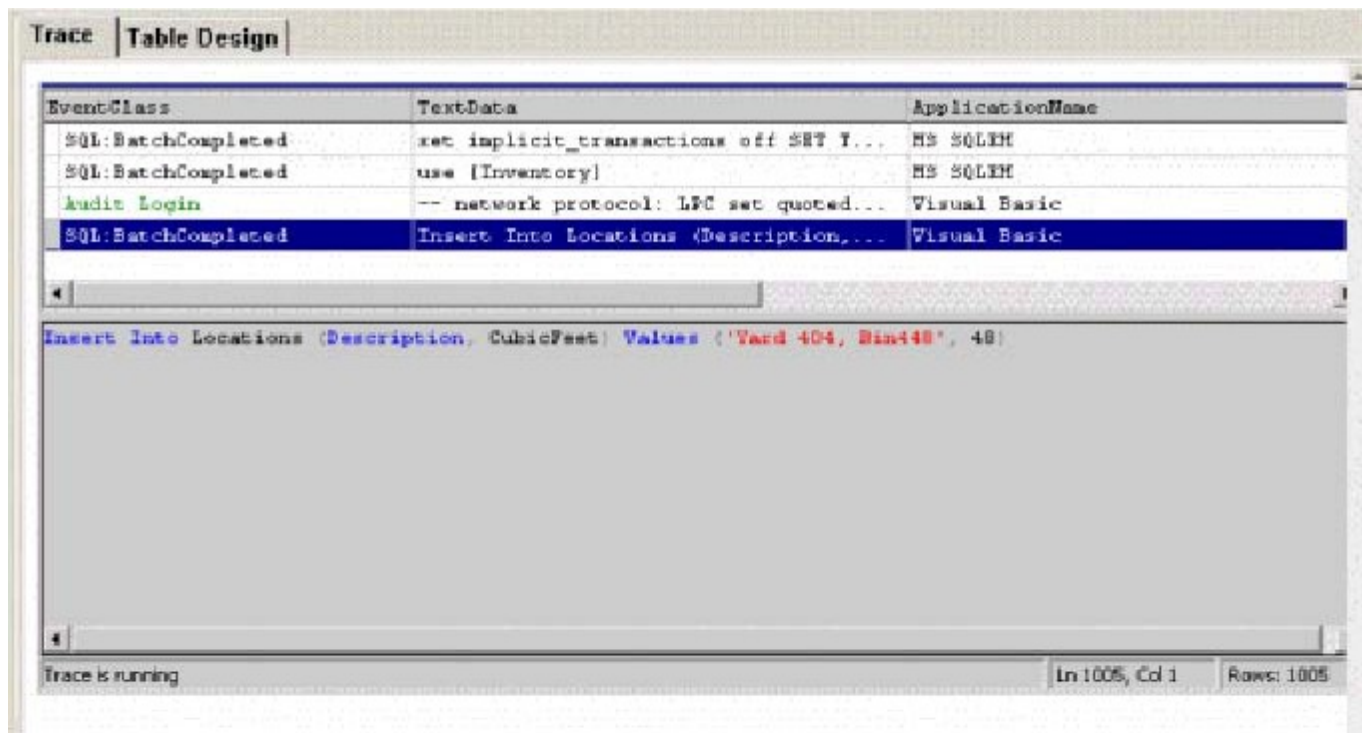 Trace Table Design
EventClass TextData ApplicationName
SQL:BatchCompleted set implicit_transactions off SET T... MS SQLEM
SQL:BatchCompleted use [Inventory] MS SQLEM
Audit Login -- network protocol: LPC set quoted... Visual Basic
SQL:BatchCompleted Insert Into Locations (Description,... Visual Basic
Insert Into Locations (Description, CubicFeet) Values ('Yard 404, Bin448', 48)
Trace is running Ln 1005, Col 1 Rows: 1005